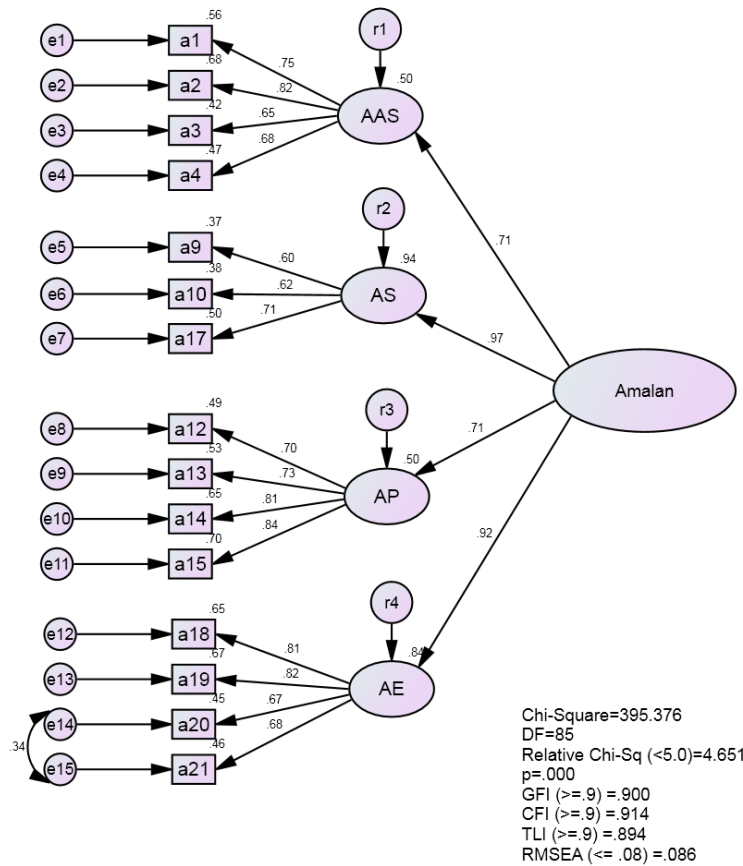 .56
r1
e1 a1
.75
.68
.50
e2 a2
.82
AAS
.42
e3 a3
.65
.47
.68
e4 a4
r2
.37
.71
e5 a9
.60
.94
.38
e6 a10
.62
AS
.50
.71
e7 a17
.97
Amalan
r3
.49
e8 a12
.70
.71
.53
.50
e9 a13
.73
AP
.65
.81
e10 a14
.70
.84
e11 a15
.92
r4
.65
e12 a18
.81
.84
.67
e13 a19
.82
AE
.45
.67
e14 a20
.34
.46
.68
e15 a21
Chi-Square=395.376
DF=85
Relative Chi-Sq (<5.0)=4.651
p=.000
GFI (>=.9) =.900
CFI (>=.9) =.914
TLI (>=.9) =.894
RMSEA (<= .08) =.086